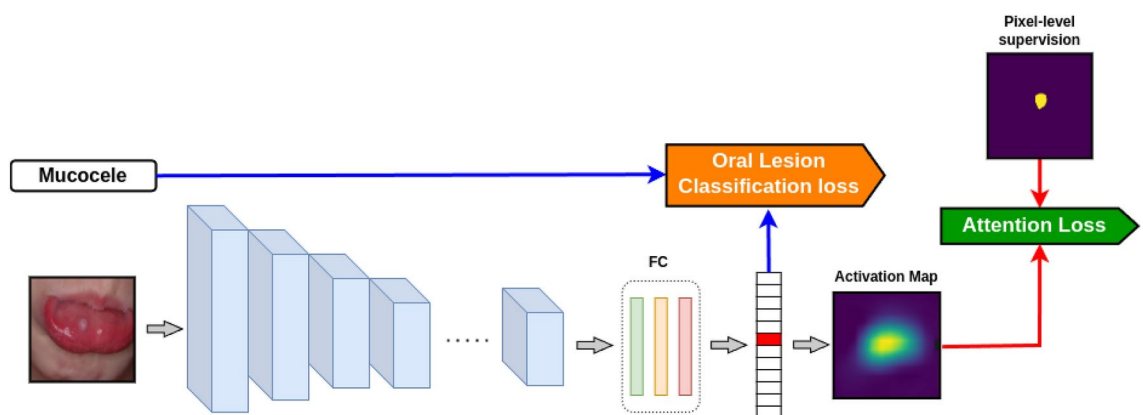 Pixel-level
supervision
Mucocele
Oral Lesion
Classification loss
Attention Loss
FC
Activation Map